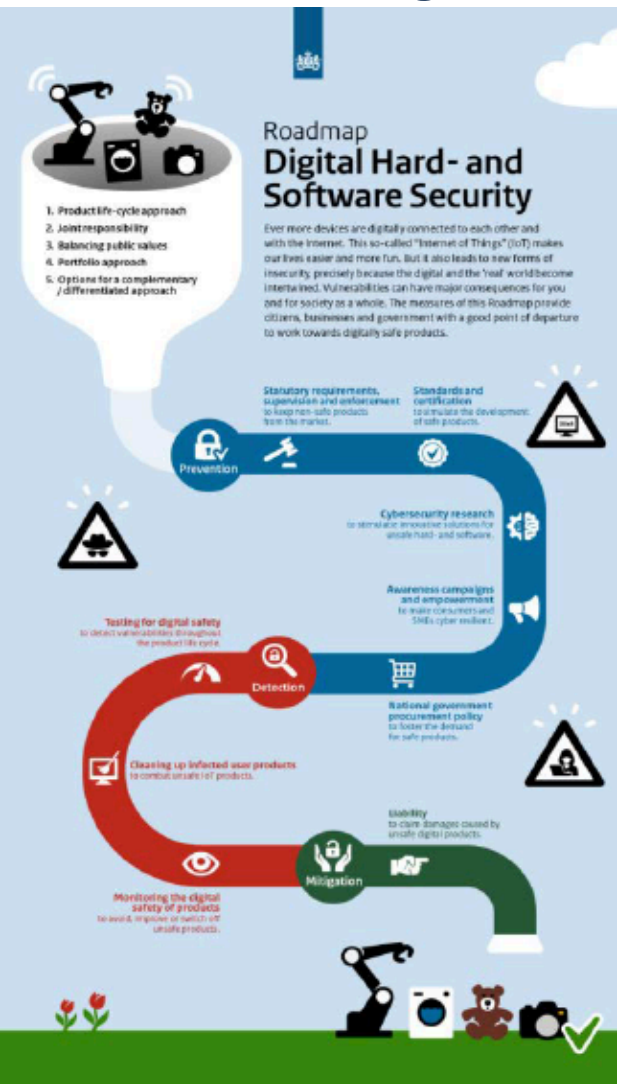 Roadmap
Digital Hard- and
Software Security
Ever more devices are digitally connected to each other and
with the Internet. This so-called "Internet of Things" (IoT) makes
our lives easier and more fun. But it also leads to new forms of
insecurity, precisely because the digital and the 'real' world become
intertwined. Vulnerabilities can have major consequences for you
and for society as a whole. The measures of this Roadmap provide
citizens, businesses and government with a good point of departure
to work towards digitally safe products.
1. Product life-cycle approach
2. Joint responsibility
3. Balancing public values
4. Portfolio approach
5. Options for a complementary
/ differentiated approach
Prevention
Statutory requirements,
supervision and enforcement
to keep non-safe products
from the market.
Standards and
certification
to stimulate the development
of safe products.
Cybersecurity research
to stimulate innovative solutions for
unsafe hard- and software.
Awareness campaigns
and empowerment
to make consumers and
SMEs cyber resilient.
National government
procurement policy
to foster the demand
for safe products.
Detection
Testing for digital safety
to detect vulnerabilities throughout
the product life cycle.
Cleaning up infected user products
to combat unsafe IoT products.
Monitoring the digital
safety of products
to avoid, improve or switch off
unsafe products.
Mitigation
Liability
to claim damages caused by
unsafe digital products.